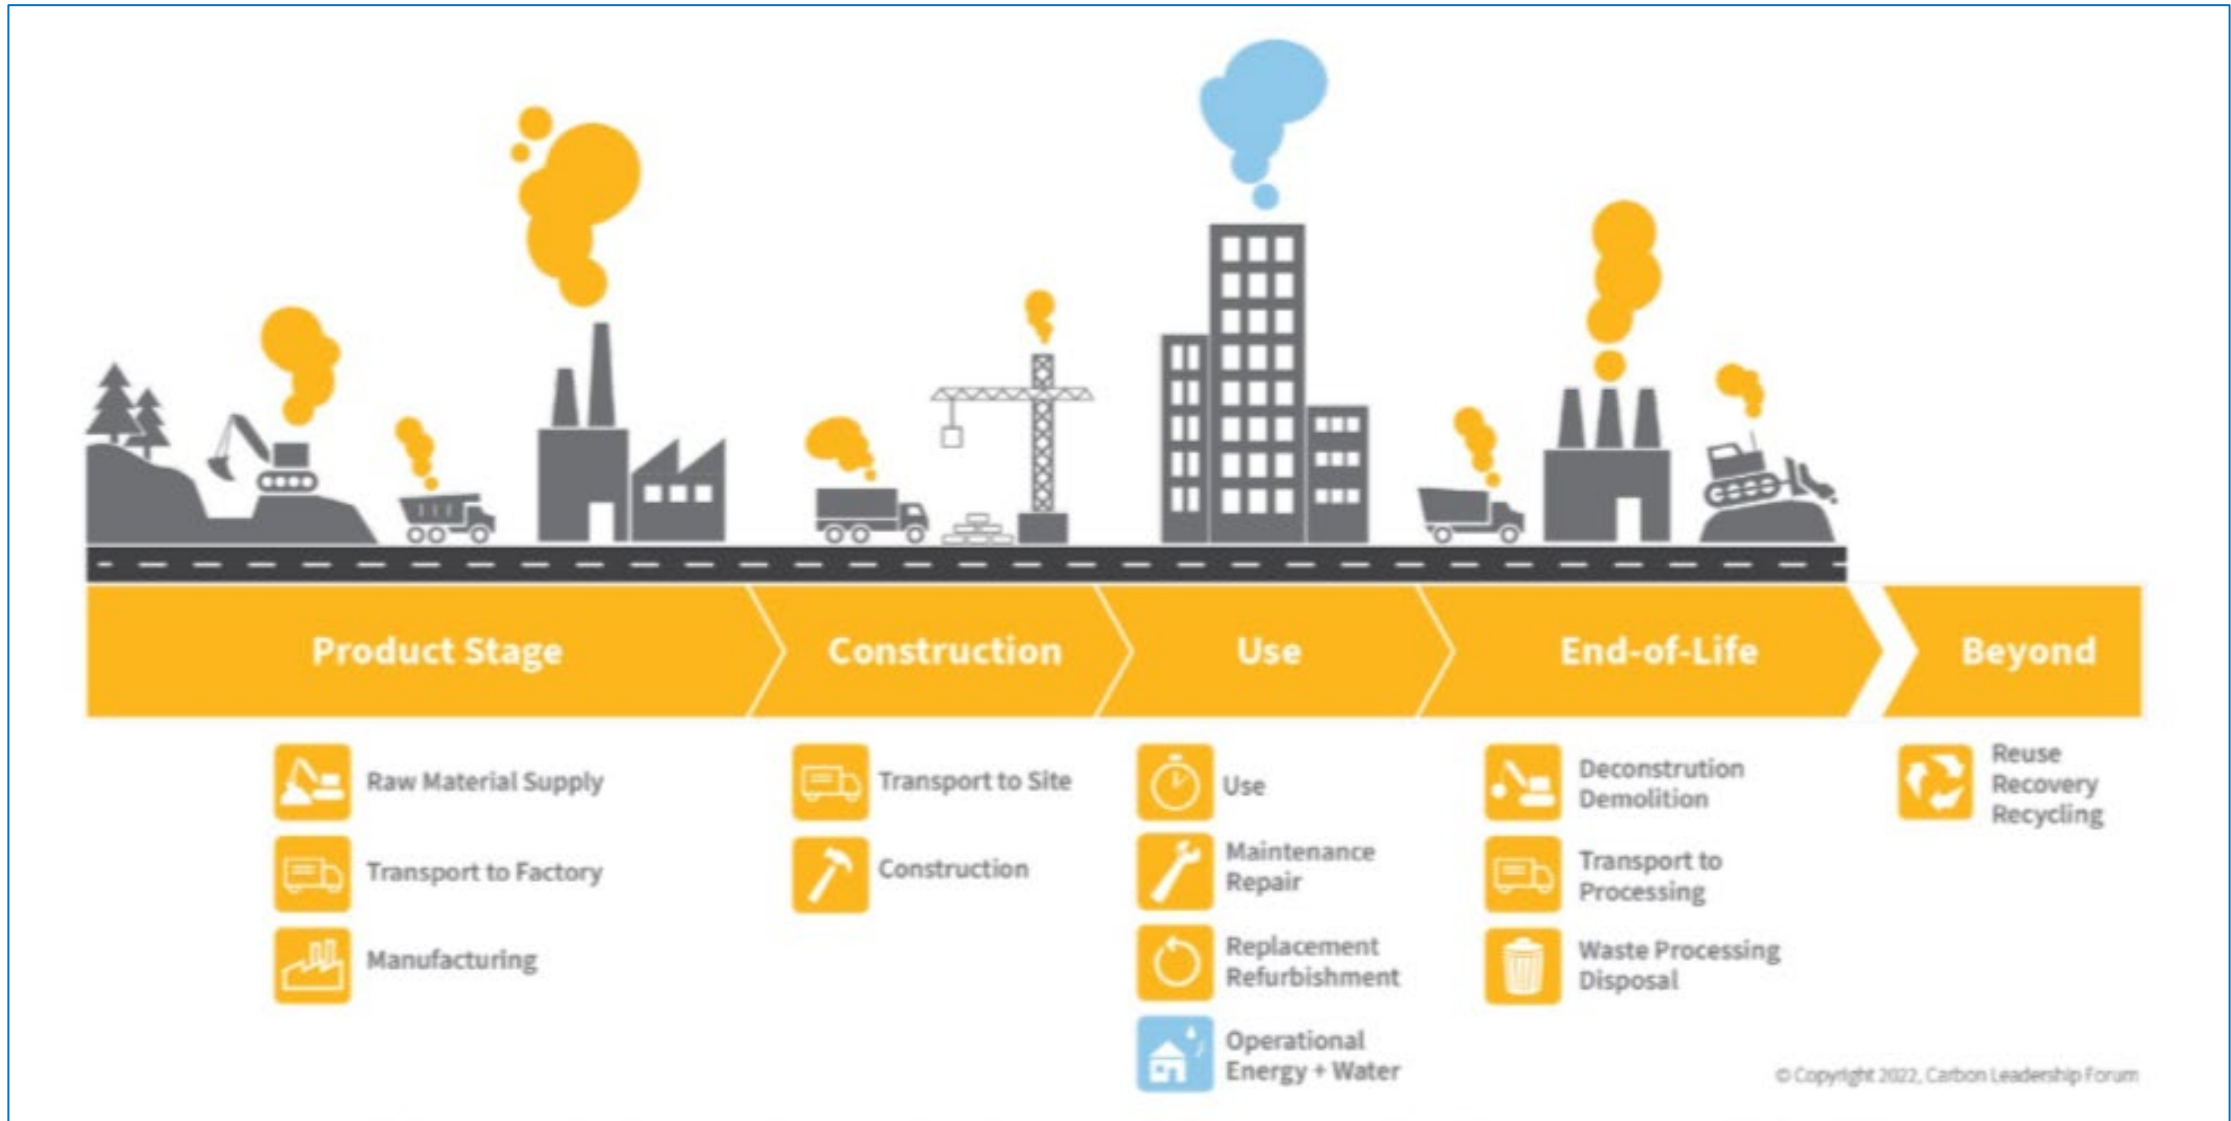 Product Stage
Construction
Use
End-of-Life
Beyond
Raw Material Supply
Transport to Factory
Manufacturing
Transport to Site
Construction
Use
Maintenance
Repair
Replacement
Refurbishment
Operational
Energy + Water
Deconstrution
Demolition
Transport to
Processing
Waste Processing
Disposal
Reuse
Recovery
Recycling
© Copyright 2022, Carbon Leadership Forum